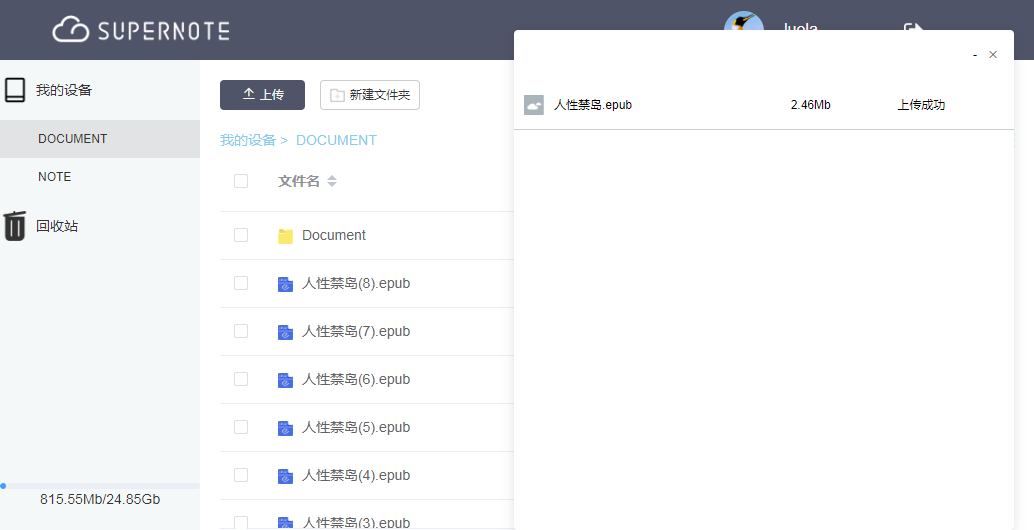 SUPERNOTE
luola
我的设备
DOCUMENT
NOTE
回收站
815.55Mb/24.85Gb
上传
新建文件夹
我的设备 > DOCUMENT
文件名
Document
人性禁岛(8).epub
人性禁岛(7).epub
人性禁岛(6).epub
人性禁岛(5).epub
人性禁岛(4).epub
人性禁岛(3).epub
- ×
人性禁岛.epub 2.46Mb 上传成功